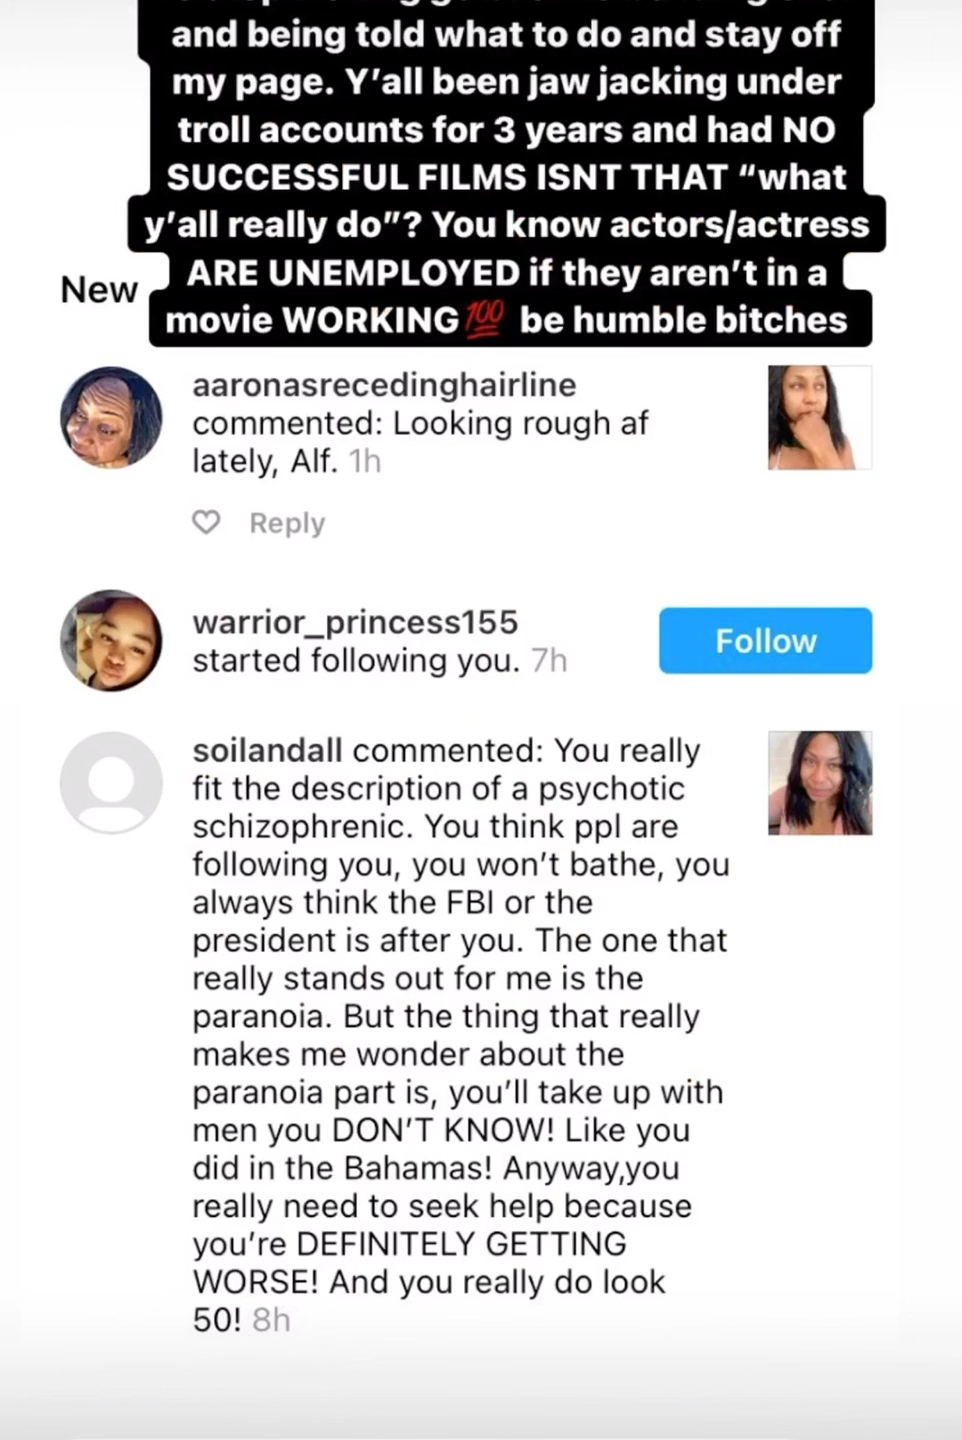 and being told what to do and stay off
my page. Y'all been jaw jacking under
troll accounts for 3 years and had NO
SUCCESSFUL FILMS ISNT THAT "what
y'all really do"? You know actors/actress
ARE UNEMPLOYED if they aren't in a
movie WORKING💯 be humble bitches
New
aaronasrecedinghairline
commented: Looking rough af
lately, Alf. 1h
Reply
warrior_princess155
started following you. 7h
Follow
soilandall commented: You really
fit the description of a psychotic
schizophrenic. You think ppl are
following you, you won't bathe, you
always think the FBI or the
president is after you. The one that
really stands out for me is the
paranoia. But the thing that really
makes me wonder about the
paranoia part is, you'll take up with
men you DON'T KNOW! Like you
did in the Bahamas! Anyway,you
really need to seek help because
you're DEFINITELY GETTING
WORSE! And you really do look
50! 8h